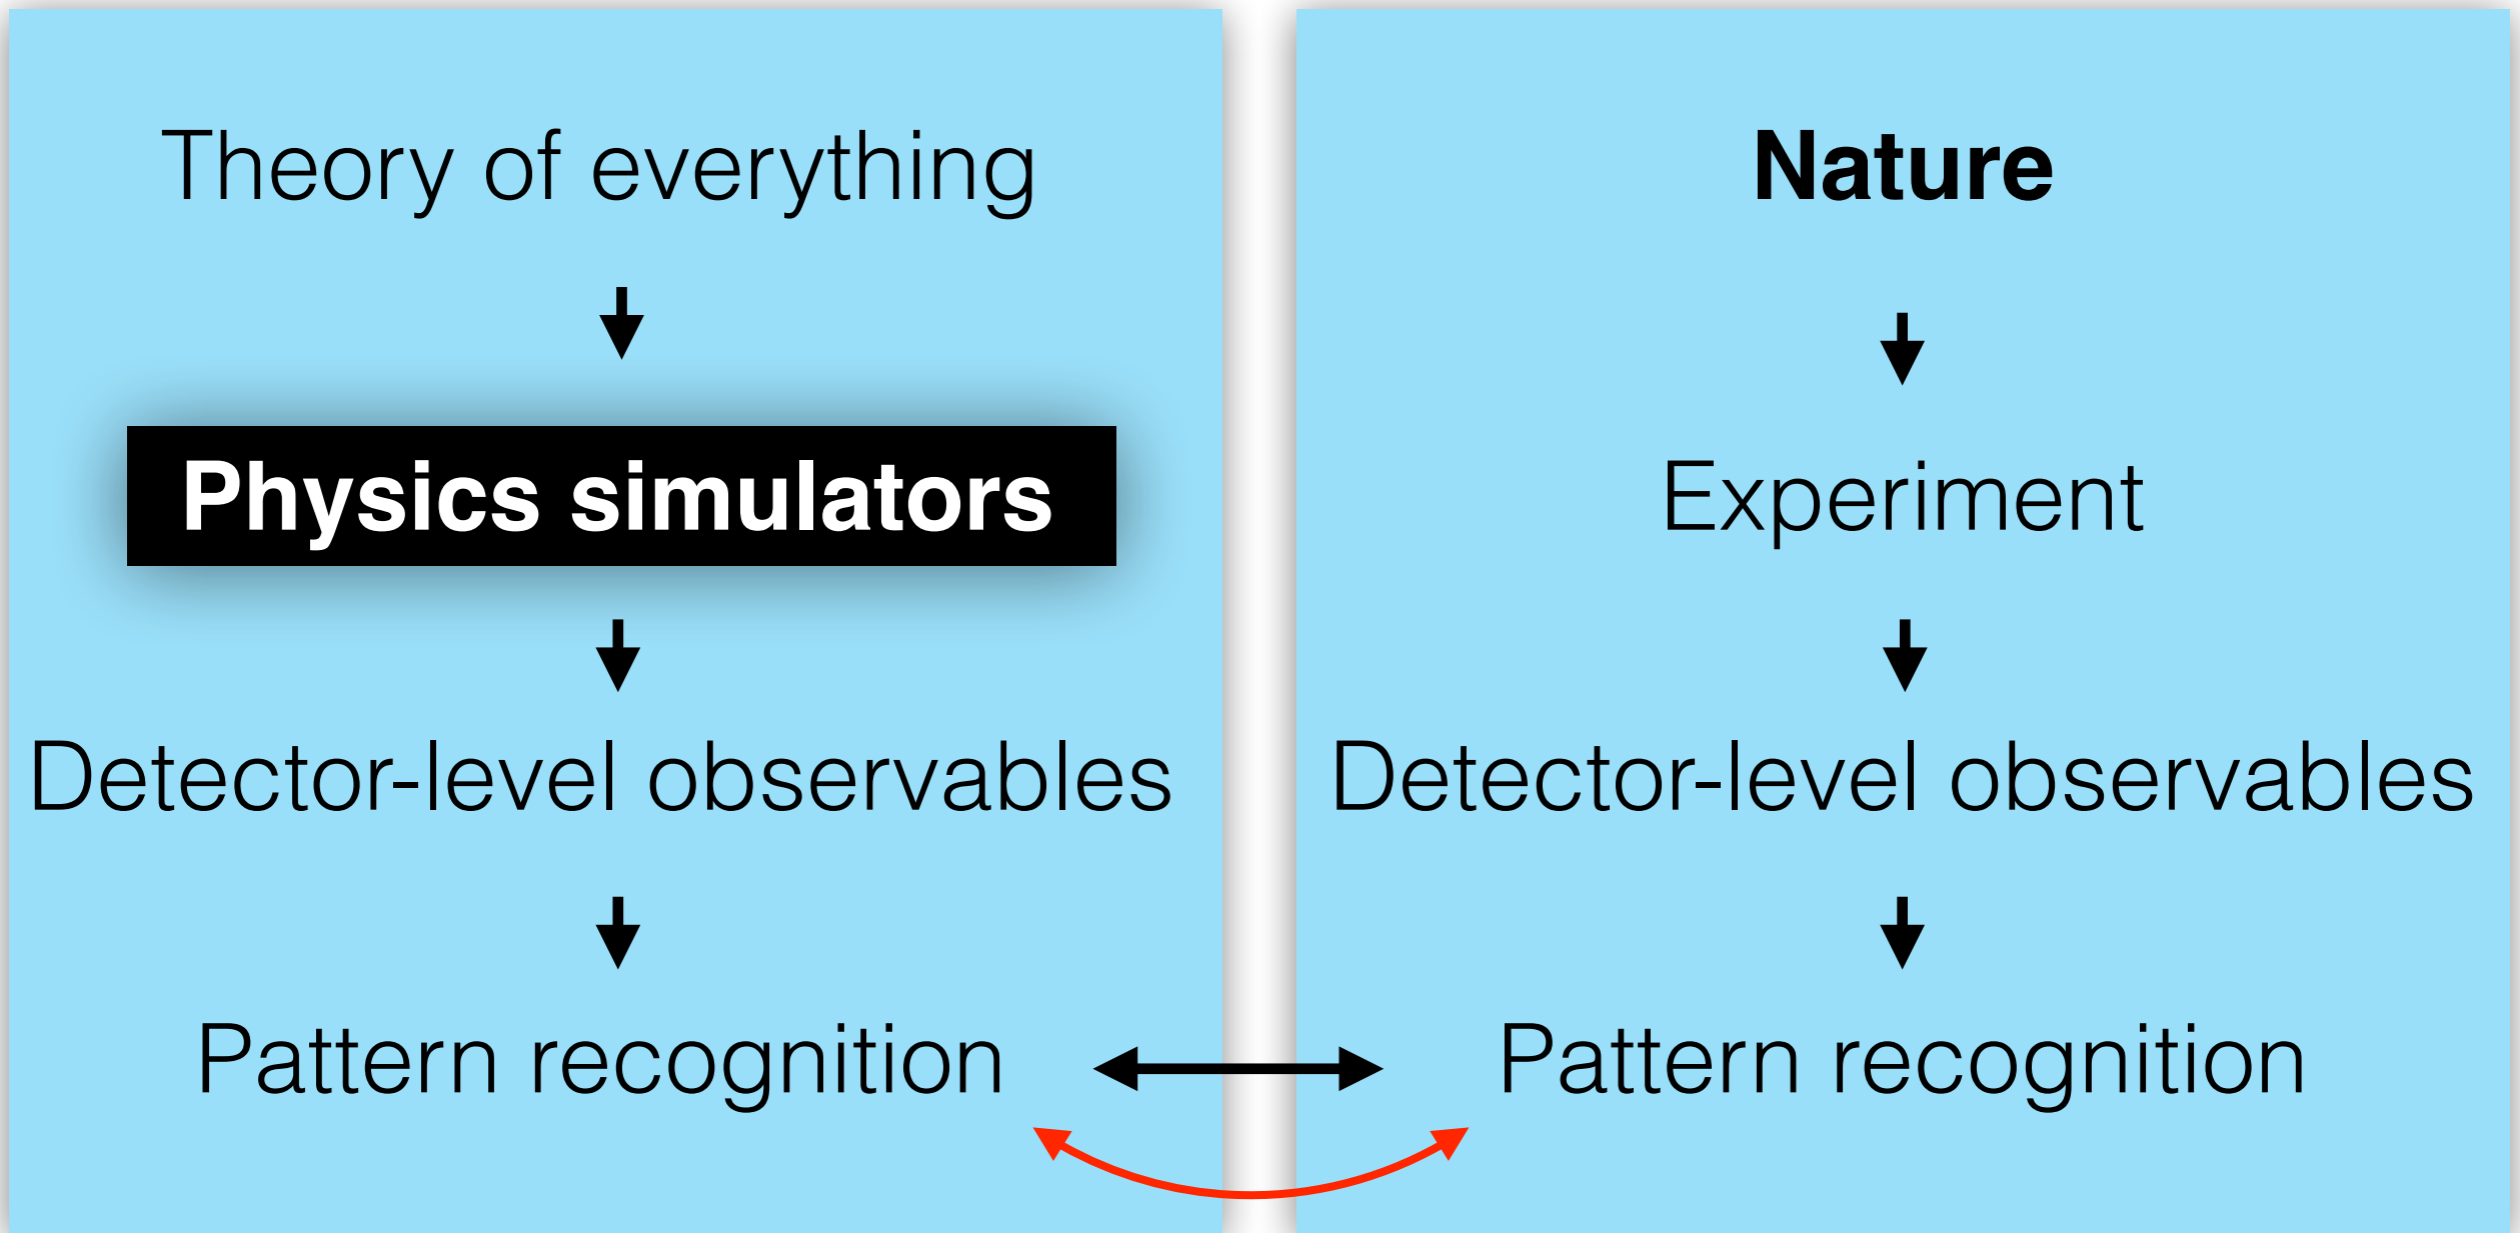 Theory of everything
Physics simulators
Detector-level observables
Pattern recognition
Nature
Experiment
Detector-level observables
Pattern recognition